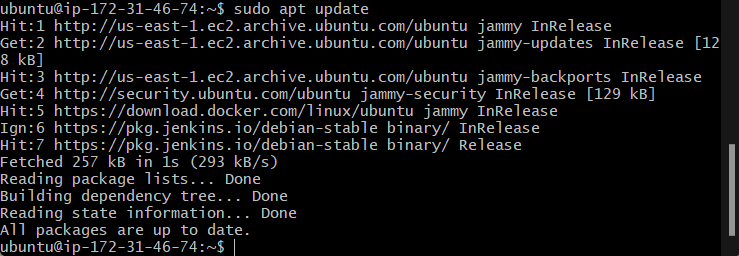 ubuntu@ip-172-31-46-74:~$ sudo apt update
Hit:1 http://us-east-1.ec2.archive.ubuntu.com/ubuntu jammy InRelease
Get:2 http://us-east-1.ec2.archive.ubuntu.com/ubuntu jammy-updates InRelease [12
8 kB]
Hit:3 http://us-east-1.ec2.archive.ubuntu.com/ubuntu jammy-backports InRelease
Get:4 http://security.ubuntu.com/ubuntu jammy-security InRelease [129 kB]
Hit:5 https://download.docker.com/linux/ubuntu jammy InRelease
Ign:6 https://pkg.jenkins.io/debian-stable binary/ InRelease
Hit:7 https://pkg.jenkins.io/debian-stable binary/ Release
Fetched 257 kB in 1s (293 kB/s)
Reading package lists... Done
Building dependency tree... Done
Reading state information... Done
All packages are up to date.
ubuntu@ip-172-31-46-74:~$